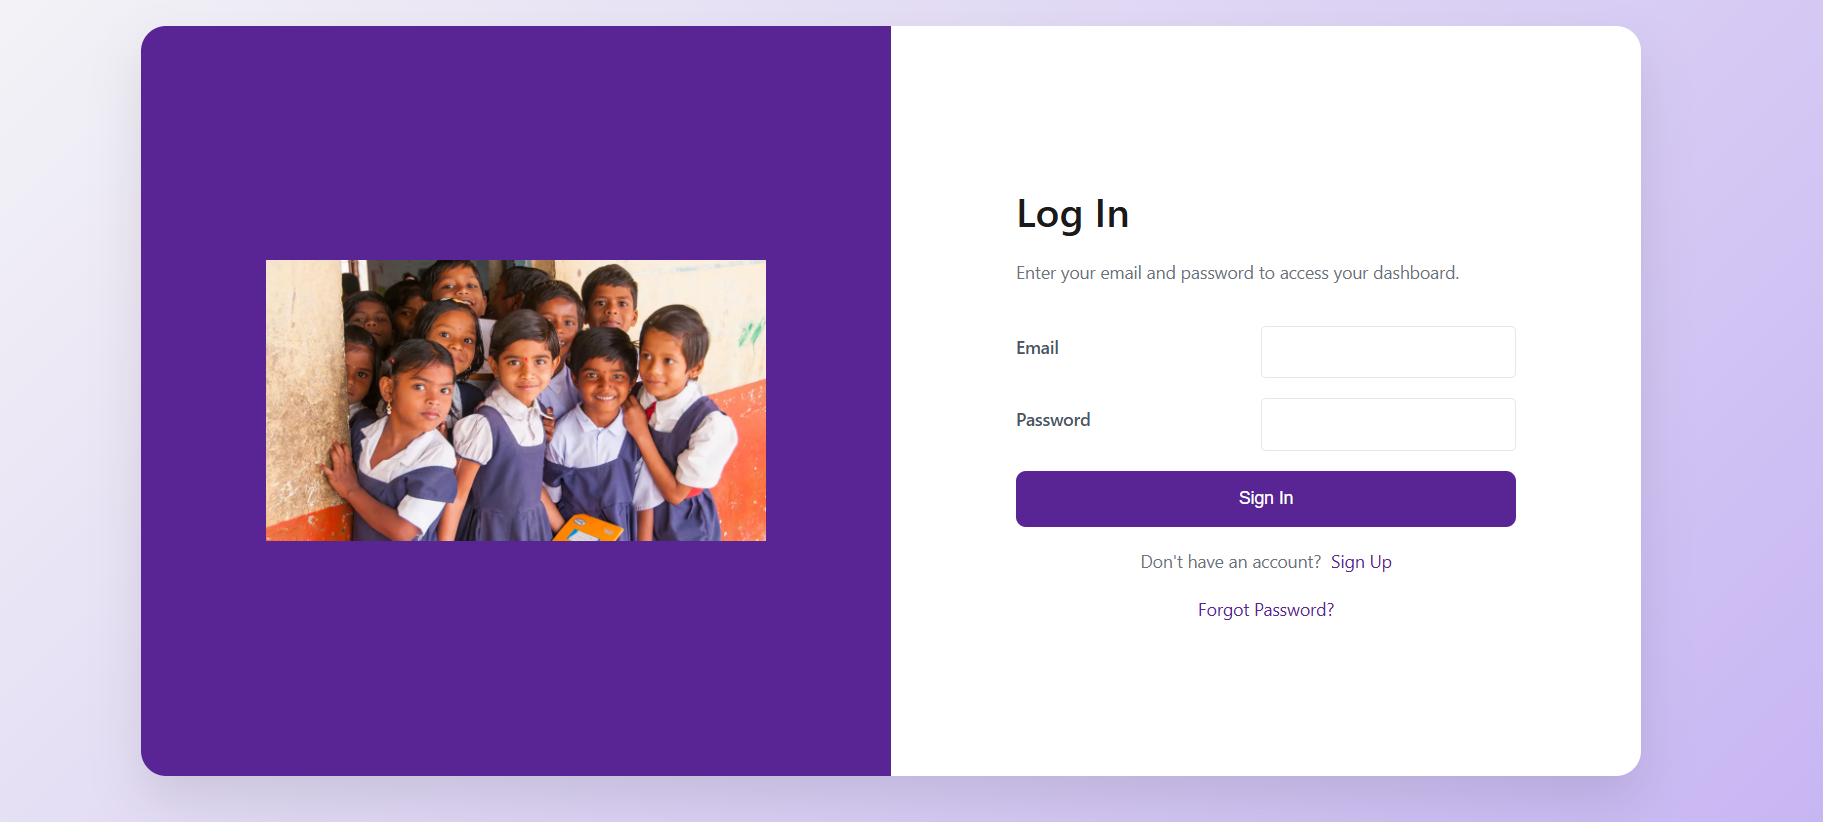 Log In
Enter your email and password to access your dashboard.
Email
Password
Sign In
Don't have an account? Sign Up
Forgot Password?